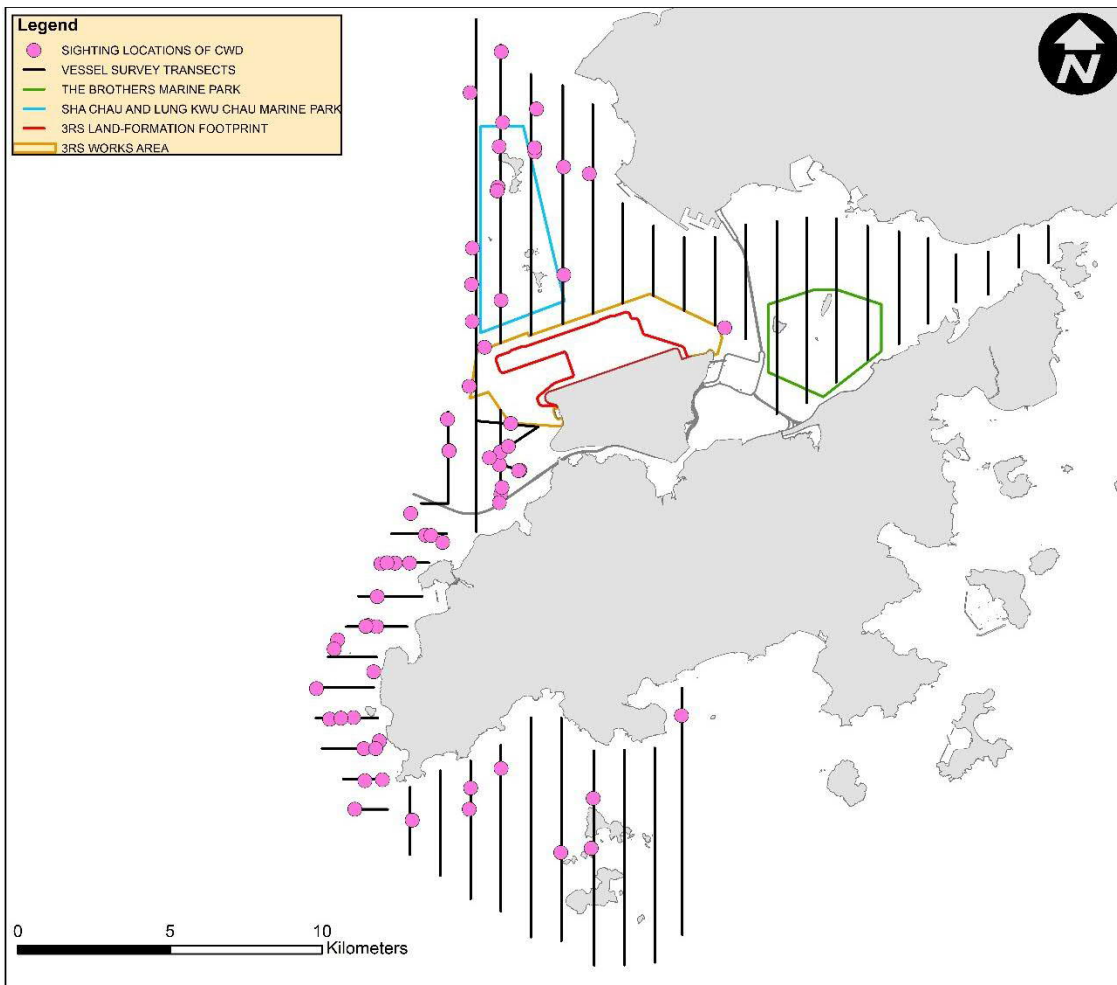 Legend
SIGHTING LOCATIONS OF CWD
VESSEL SURVEY TRANSECTS
THE BROTHERS MARINE PARK
SHA CHAU AND LUNG KWU CHAU MARINE PARK
3RS LAND-FORMATION FOOTPRINT
3RS WORKS AREA
N
0 5 10
Kilometers